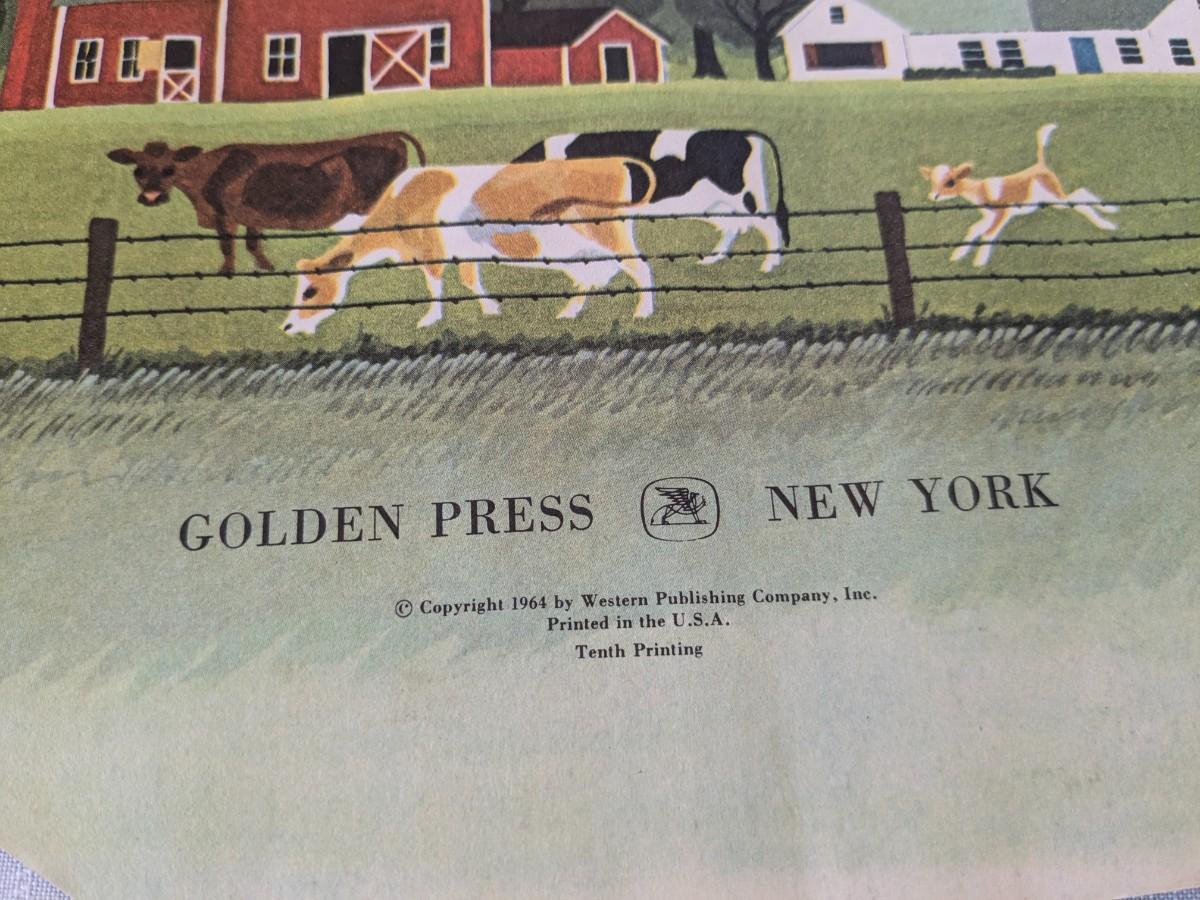 GOLDEN PRESS NEW YORK
© Copyright 1964 by Western Publishing Company, Inc.
Printed in the U.S.A.
Tenth Printing